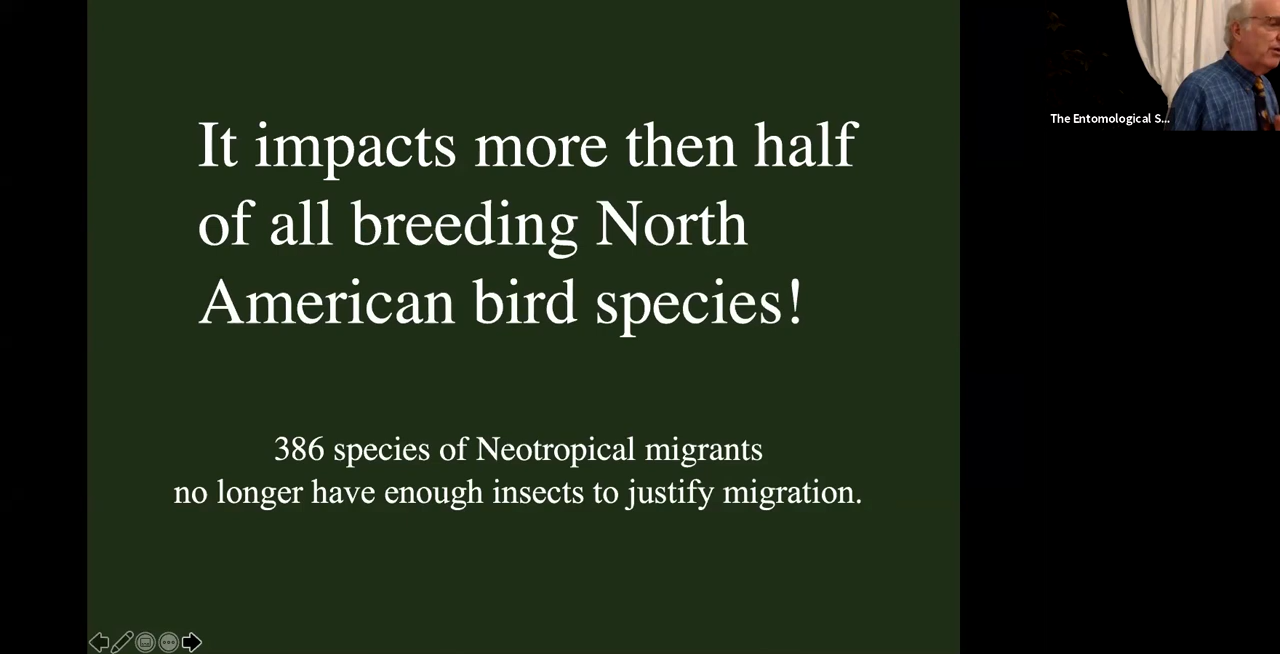 It impacts more then half
of all breeding North
American bird species!
386 species of Neotropical migrants
no longer have enough insects to justify migration.
The Entomological S...